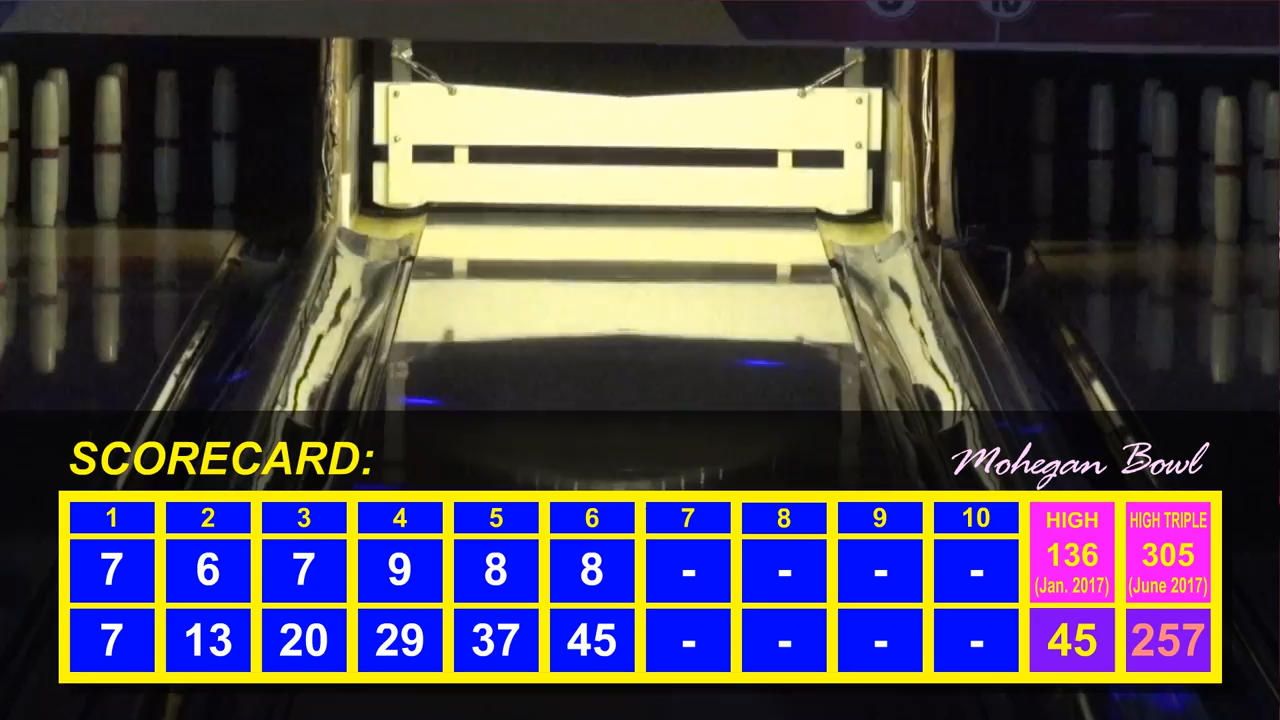 SCORECARD:
Mohegan Bowl
1 2 3 4 5 6 7 8 9 10 HIGH HIGH TRIPLE
7 6 7 9 8 8 - - - - 136 305
(Jan. 2017) (June 2017)
7 13 20 29 37 45 - - - - 45 257